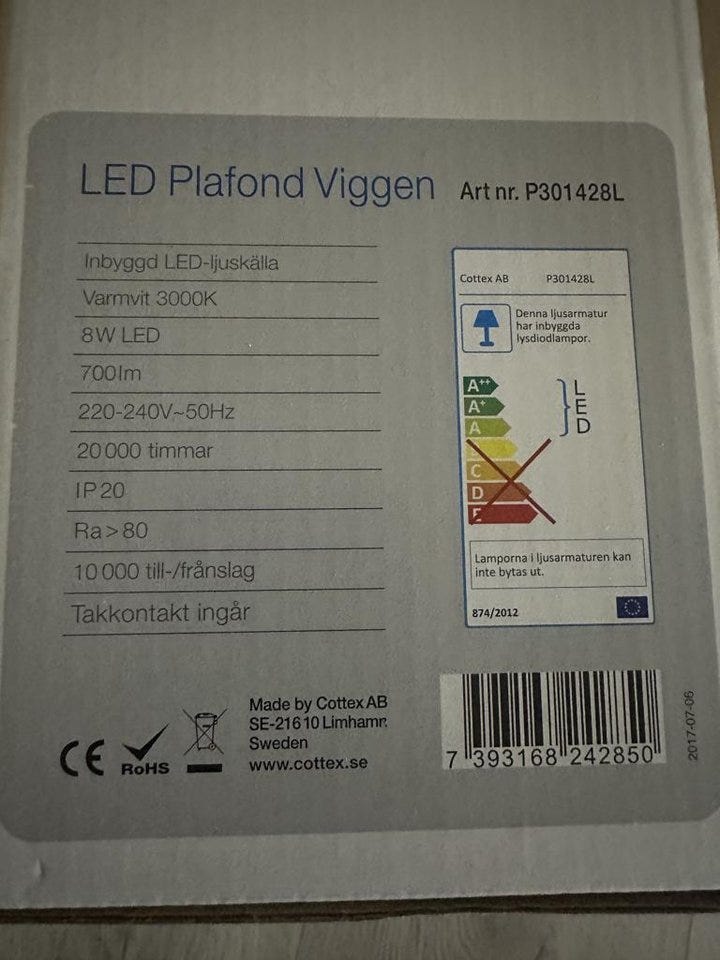 LED Plafond Viggen Art nr. P301428L
Inbyggd LED-ljuskälla
Varmvit 3000K
8W LED
700lm
220-240V~50Hz
20 000 timmar
IP20
Ra>80
10 000 till-/frånslag
Takkontakt ingår
Cottex AB P301428L
Denna ljusarmatur
har inbyggda
lysdiodlampor.
A++
A+
A
C
D
E
L
E
D
Lamporna i ljusarmaturen kan
inte bytas ut.
874/2012
CE
RoHS
Made by Cottex AB
SE-216 10 Limhamn
Sweden
www.cottex.se
7 393168 242850
2017-07-06